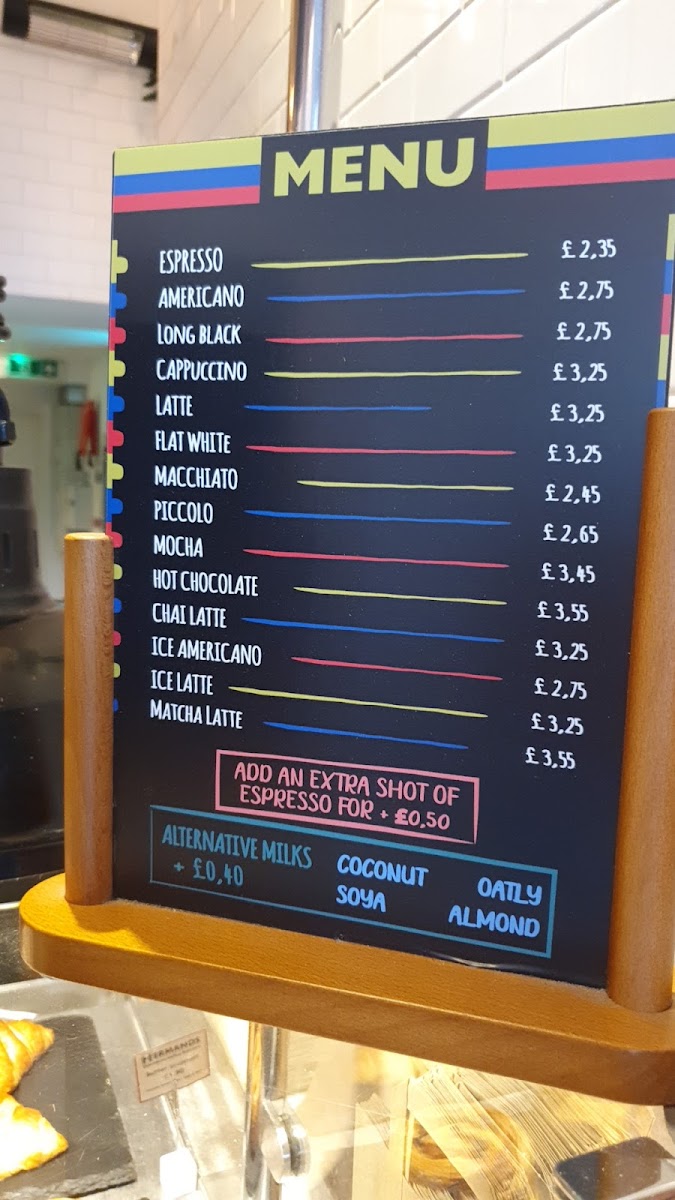 MENU
ESPRESSO £2,35
AMERICANO £2,75
LONG BLACK £2,75
CAPPUCCINO £3,25
LATTE £3,25
FLAT WHITE £3,25
MACCHIATO £2,45
PICCOLO £2,65
MOCHA £3,45
HOT CHOCOLATE £3,55
CHAI LATTE £3,25
ICE AMERICANO £2,75
ICE LATTE £3,25
MATCHA LATTE £3,55
ADD AN EXTRA SHOT OF
ESPRESSO FOR + £0,50
ALTERNATIVE MILKS
+ £0,40
COCONUT OATLY
SOYA ALMOND
HERMANOS